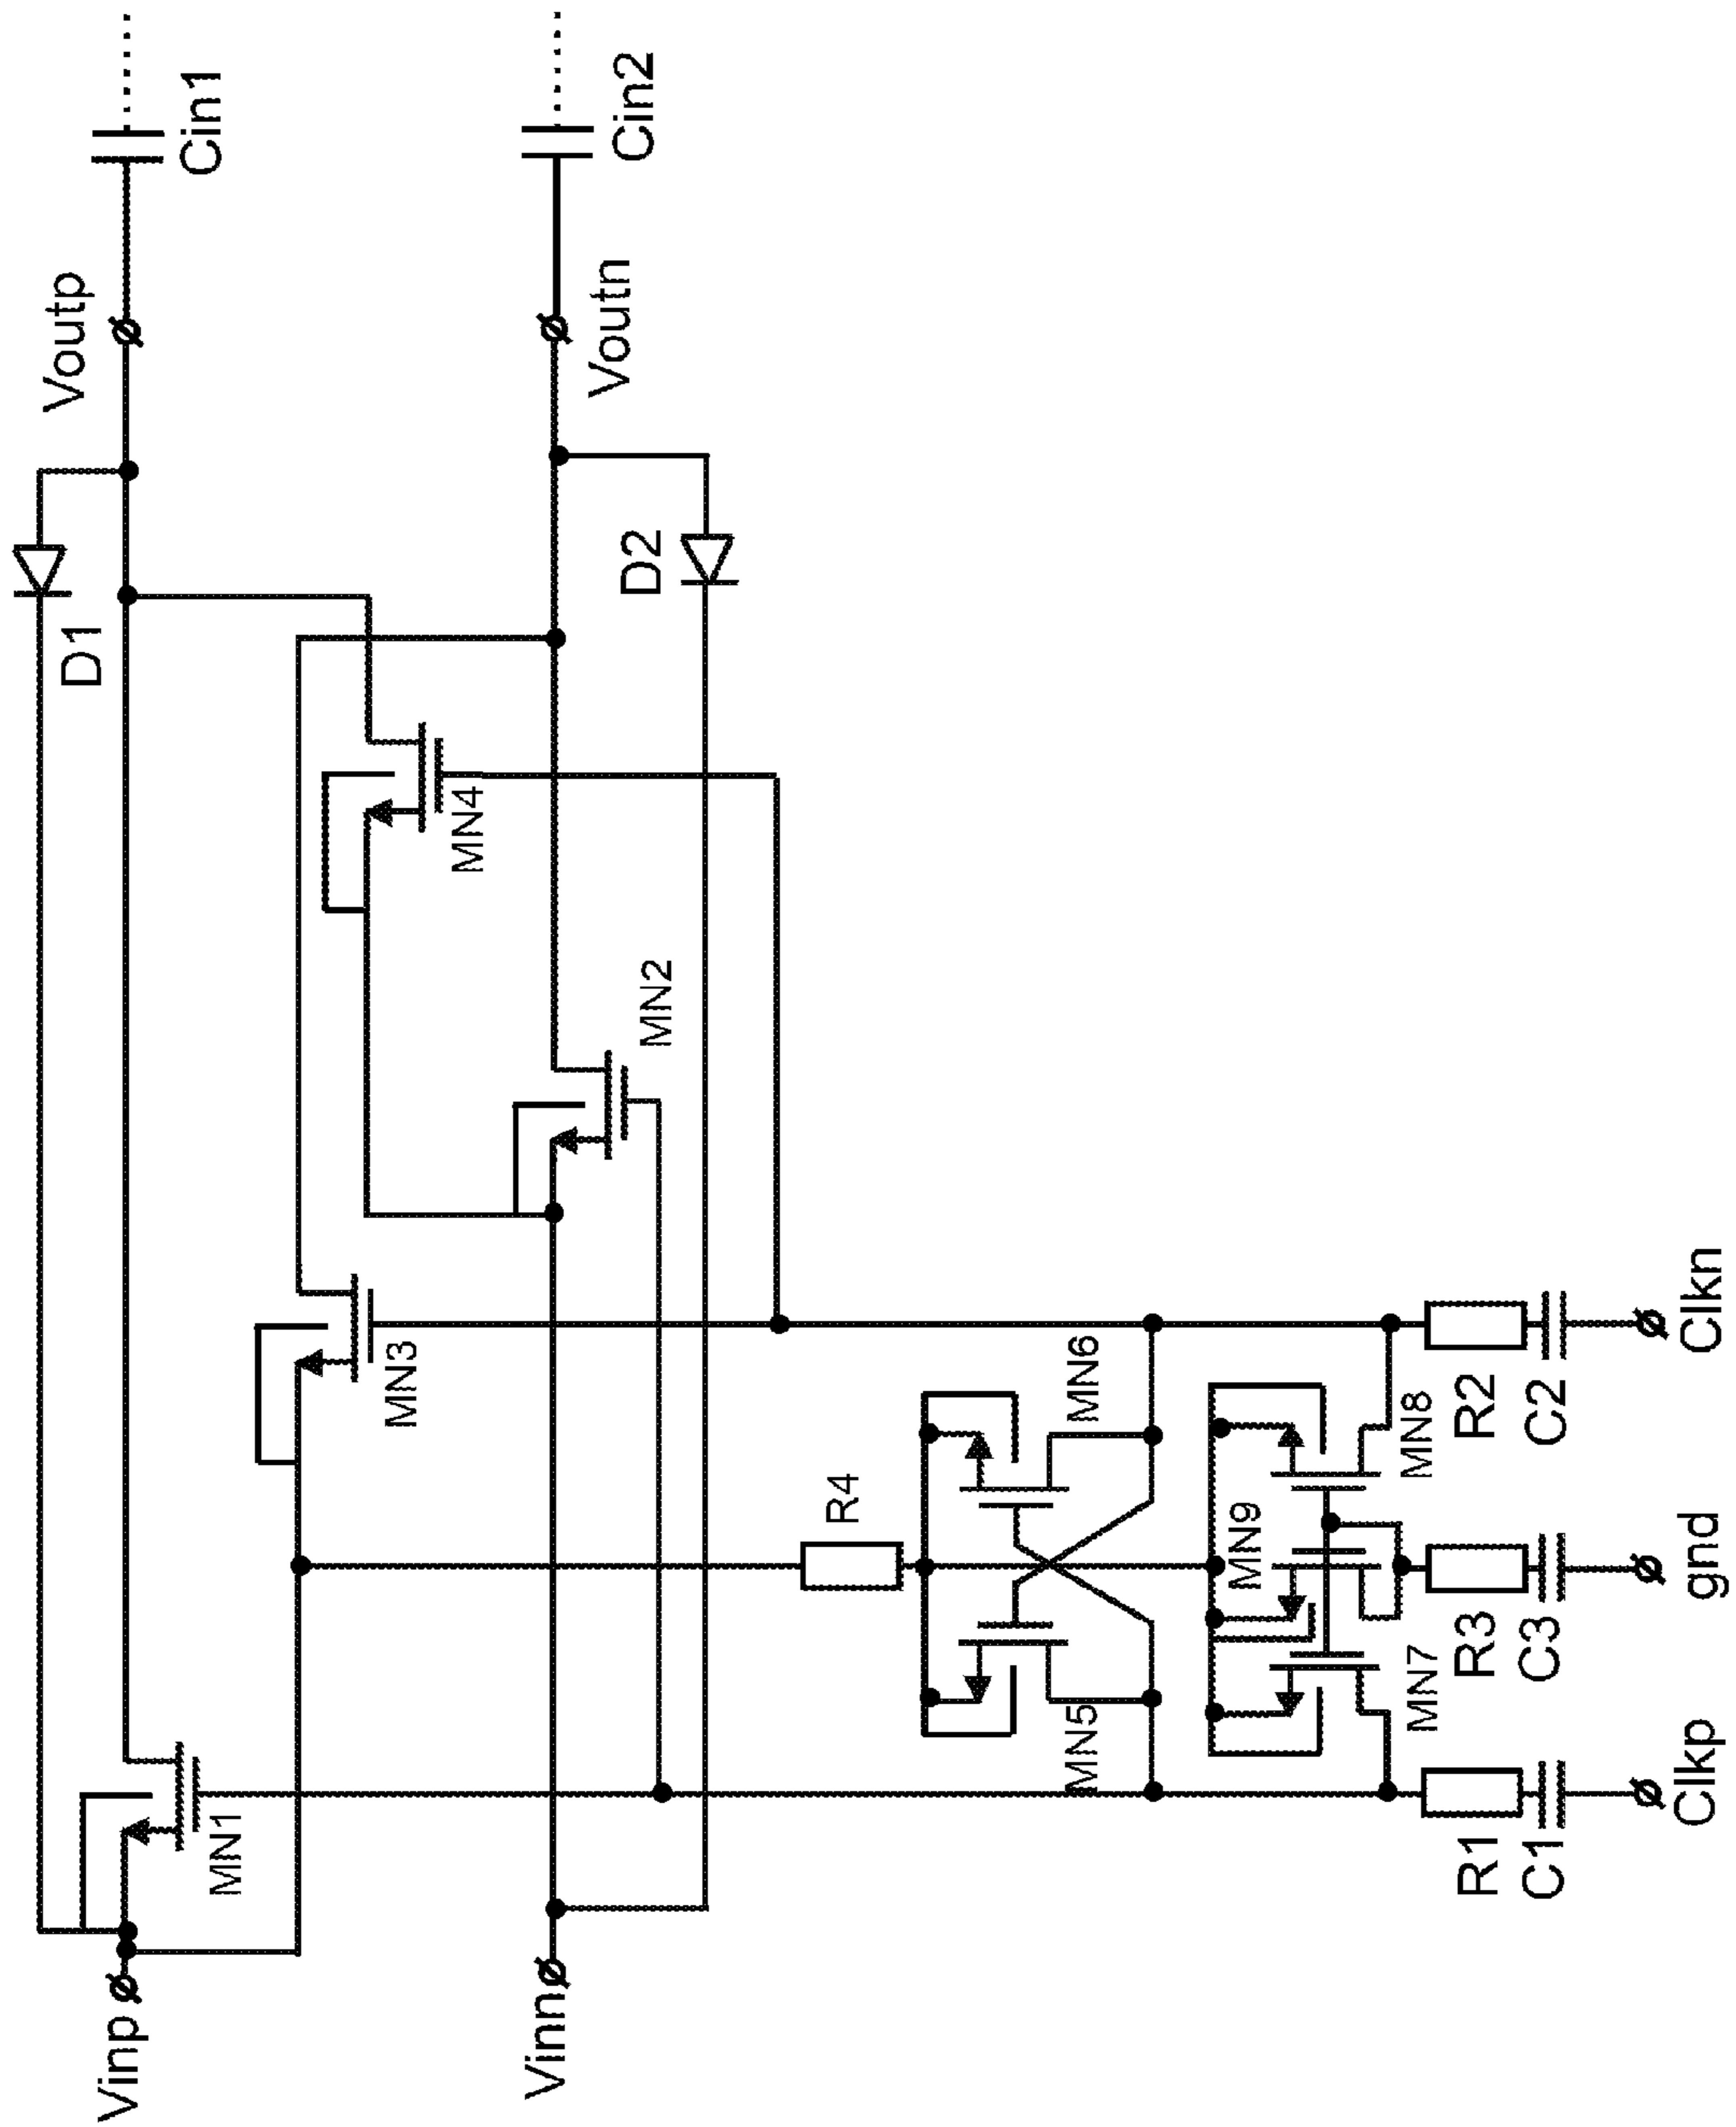 Vinp
Vinn
MN1
D1
Voutp
Cin1
MN3
MN4
MN2
D2
Voutn
Cin2
R4
MN5
MN6
MN7
MN9
MN8
R1
R3
R2
C1
C3
C2
Clkp
gnd
Clkn